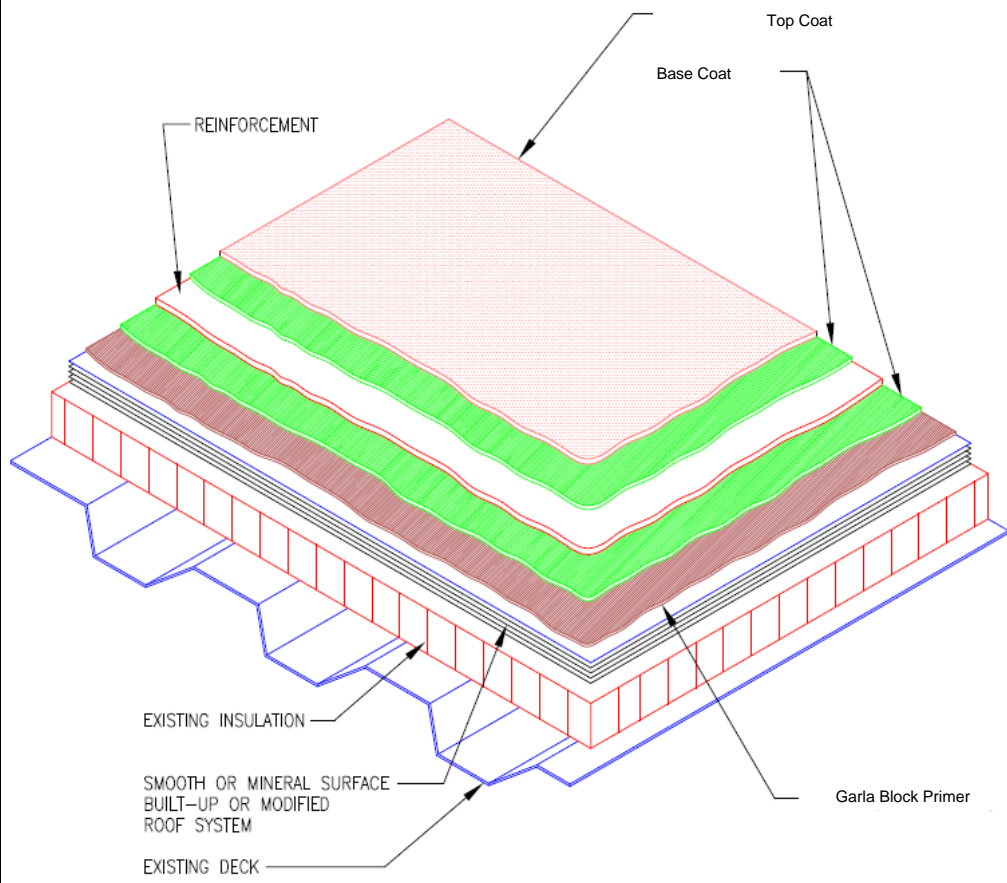 Top Coat
Base Coat
REINFORCEMENT
EXISTING INSULATION
SMOOTH OR MINERAL SURFACE
BUILT-UP OR MODIFIED
ROOF SYSTEM
Garla Block Primer
EXISTING DECK